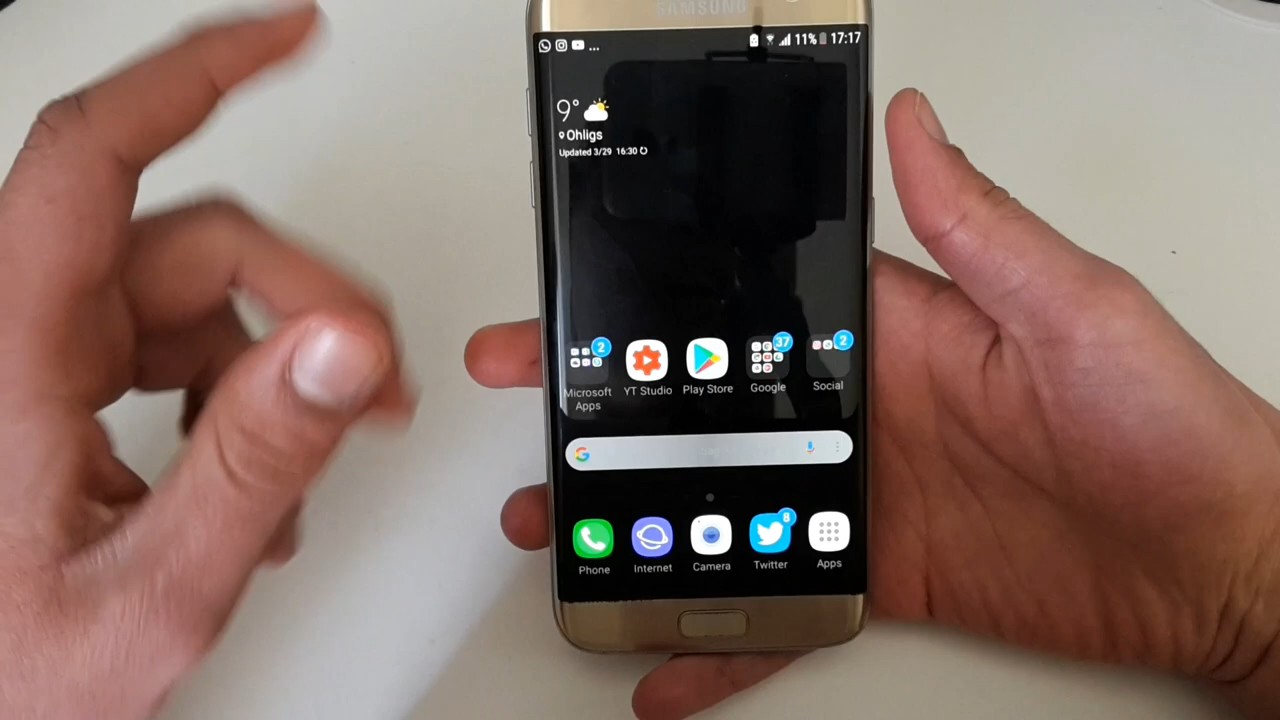 SAMSUNG
... 11% 17:17
9°
Ohligs
Updated 3/29 16:30
2
37
2
Microsoft
Apps
YT Studio
Play Store
Google
Social
G
8
Phone
Internet
Camera
Twitter
Apps